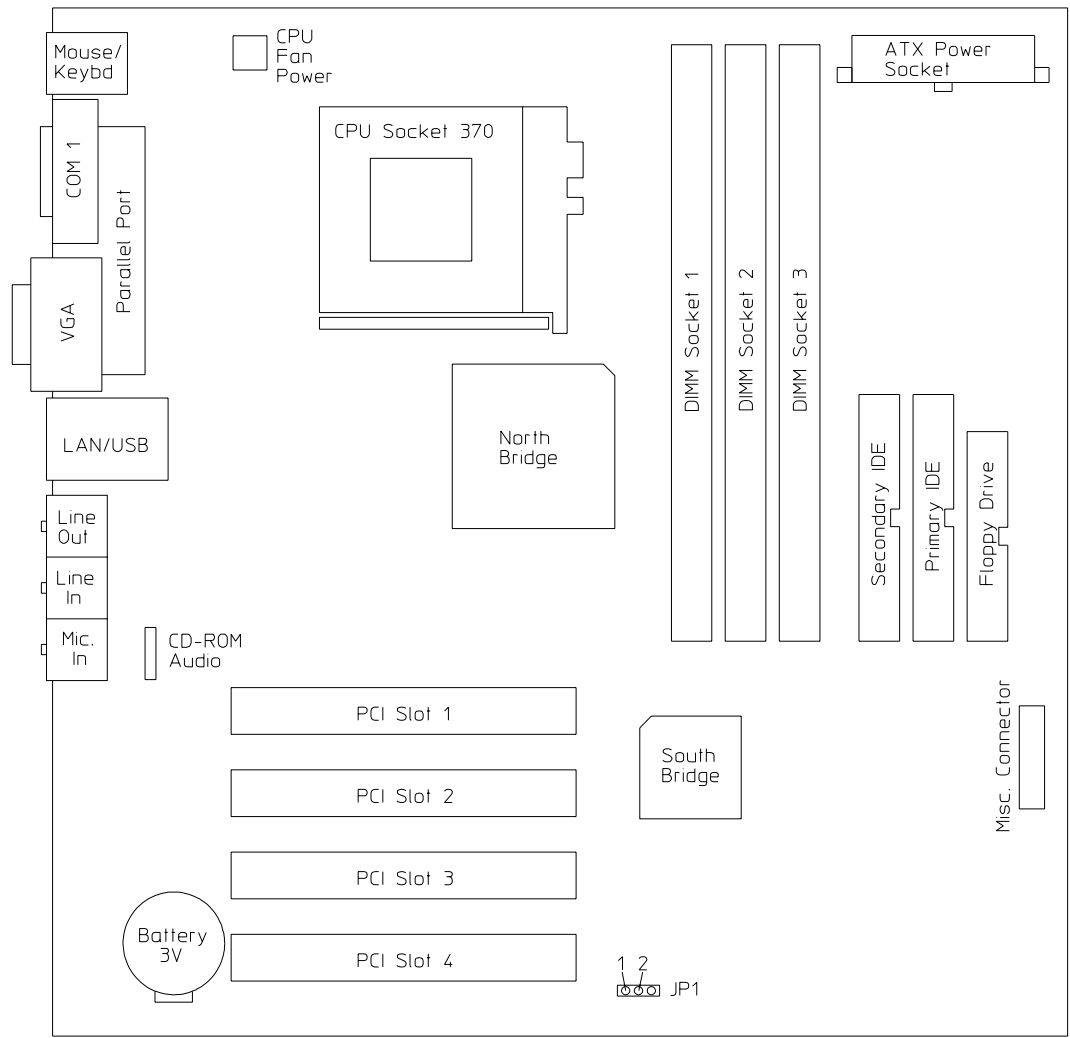 Mouse/
Keybd
CPU
Fan
Power
ATX Power
Socket
CPU Socket 370
COM 1
Parallel Port
VGA
DIMM Socket 1
DIMM Socket 2
DIMM Socket 3
LAN/USB
North
Bridge
Secondary IDE
Primary IDE
Floppy Drive
Line
Out
Line
In
Mic.
In
CD-ROM
Audio
PCI Slot 1
PCI Slot 2
PCI Slot 3
PCI Slot 4
South
Bridge
Misc. Connector
Battery
3V
1 2
JP1